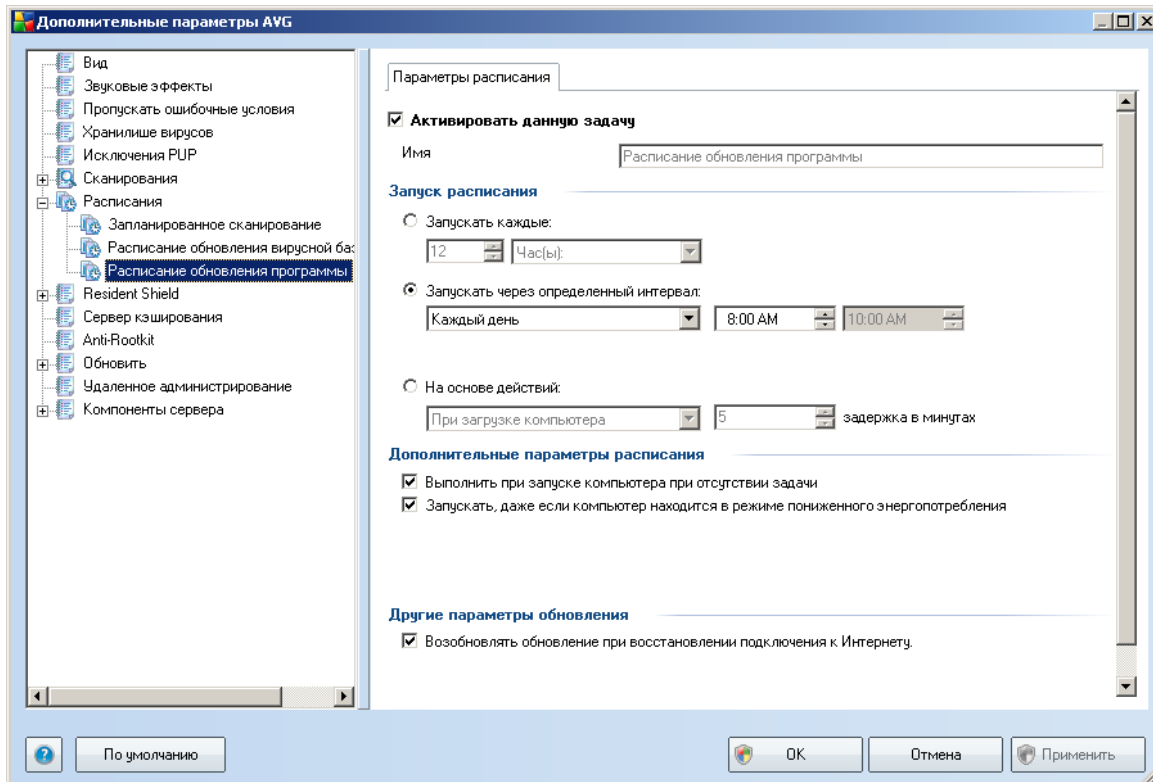 Дополнительные параметры AVG
Вид
Звуковые эффекты
Пропускать ошибочные условия
Хранилише вирусов
Исключения PUP
Сканирования
Расписания
Запланированное сканирование
Расписание обновления вирусной баз
Расписание обновления программы
Resident Shield
Сервер кэширования
Anti-Rootkit
Обновить
Удаленное администрирование
Компоненты сервера
Параметры расписания
Активировать данную задачу
Имя Расписание обновления программы
Запуск расписания
Запускать каждые:
12 Час(ы):
Запускать через определенный интервал:
Каждый день 8:00 AM 10:00 AM
На основе действий:
При загрузке компьютера 5 задержка в минутах
Дополнительные параметры расписания
Выполнить при запуске компьютера при отсутствии задачи
Запускать, даже если компьютер находится в режиме пониженного энергопотребления
Другие параметры обновления
Возобновлять обновление при восстановлении подключения к Интернету.
? По умолчанию OK Отмена Применить